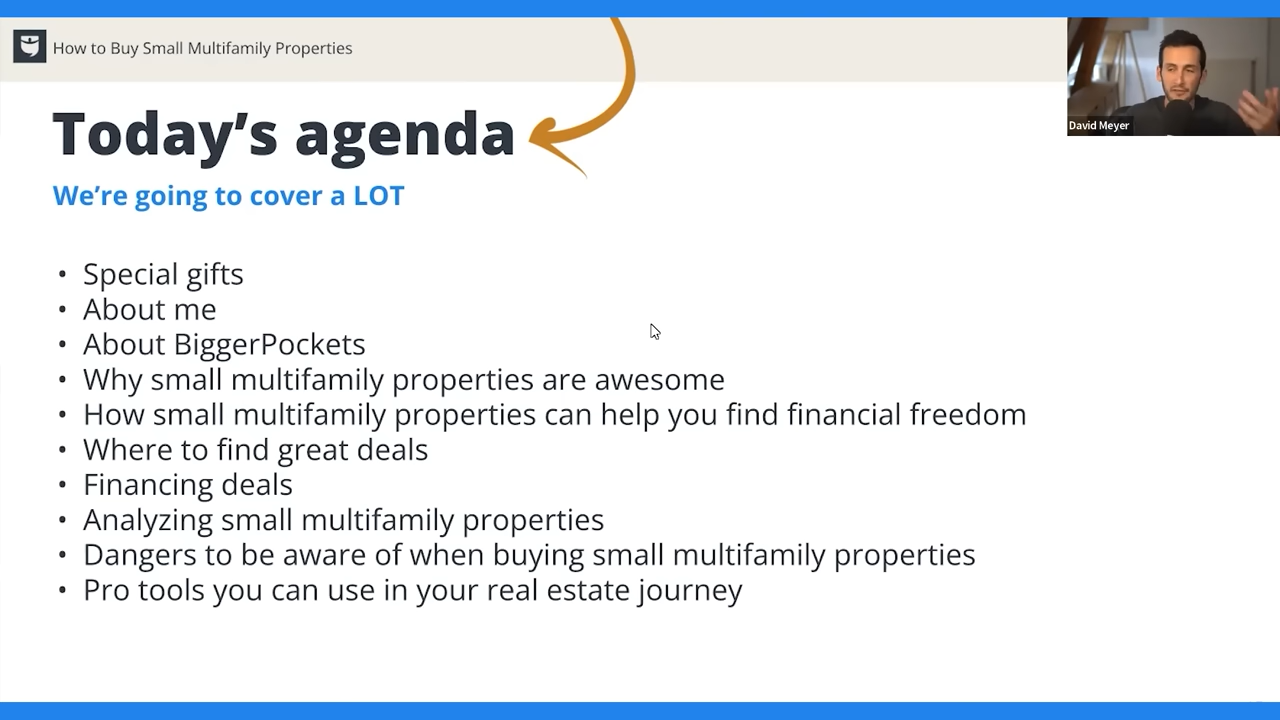 How to Buy Small Multifamily Properties
David Meyer
Today’s agenda
We’re going to cover a LOT
• Special gifts
• About me
• About BiggerPockets
• Why small multifamily properties are awesome
• How small multifamily properties can help you find financial freedom
• Where to find great deals
• Financing deals
• Analyzing small multifamily properties
• Dangers to be aware of when buying small multifamily properties
• Pro tools you can use in your real estate journey